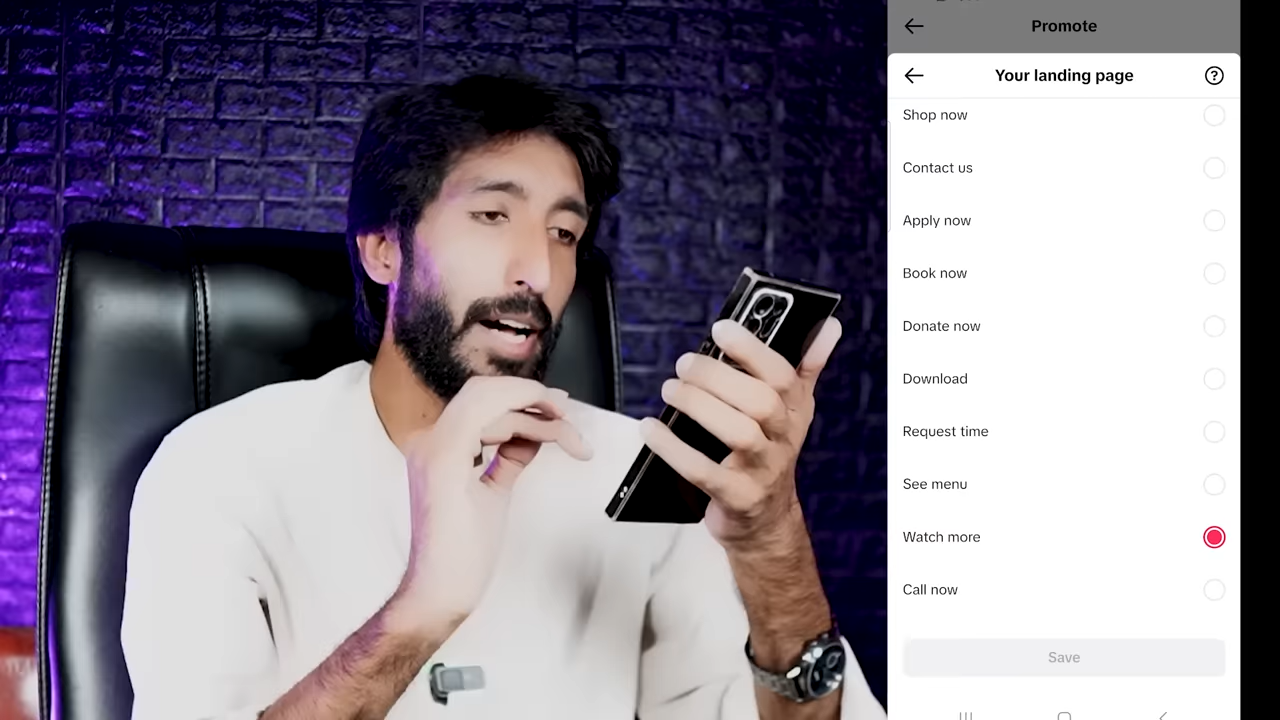 Promote
Your landing page
Shop now
Contact us
Apply now
Book now
Donate now
Download
Request time
See menu
Watch more
Call now
Save